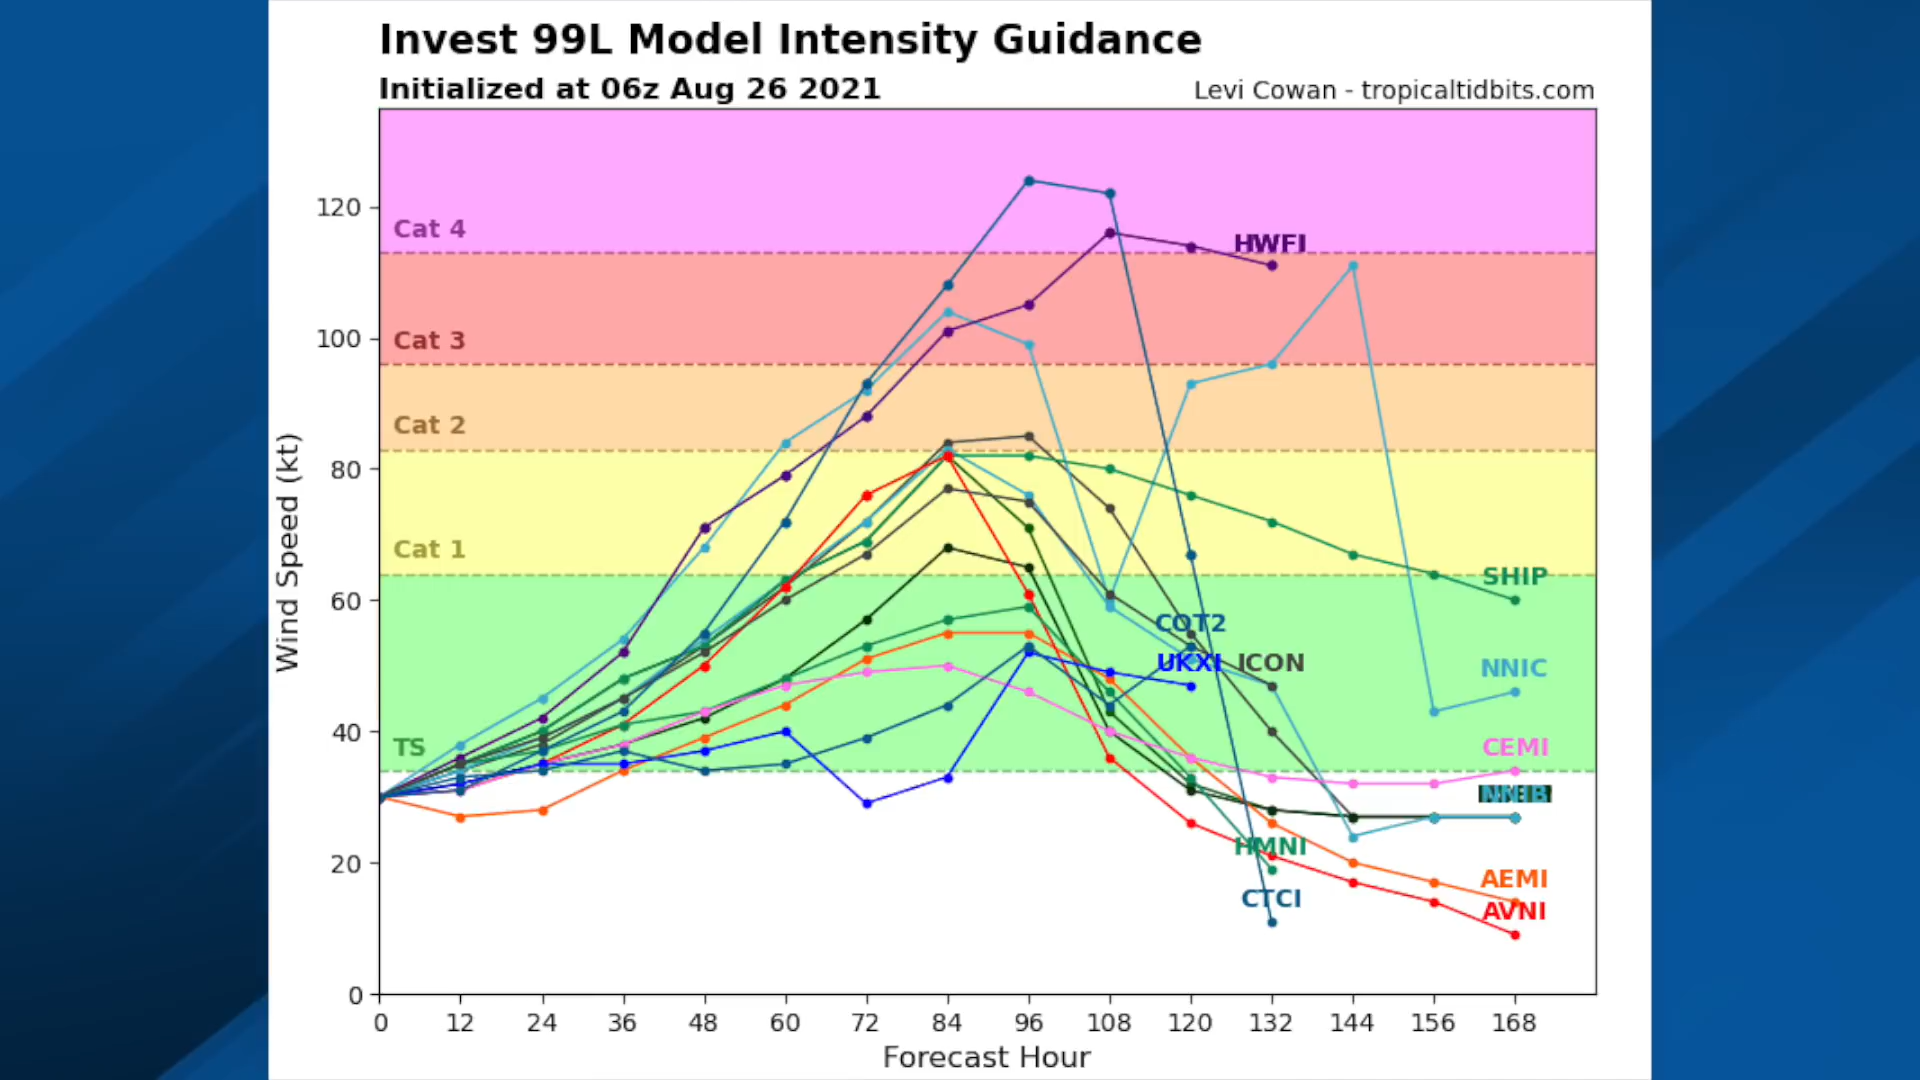 Invest 99L Model Intensity Guidance
Initialized at 06z Aug 26 2021
Levi Cowan - tropicaltidbits.com
Wind Speed (kt)
120
100
80
60
40
20
0
Cat 4
Cat 3
Cat 2
Cat 1
TS
HWFI
SHIP
COT2
UKXI
ICON
NNIC
CEMI
HMNI
AEMI
CTCI
AVNI
0 12 24 36 48 60 72 84 96 108 120 132 144 156 168
Forecast Hour